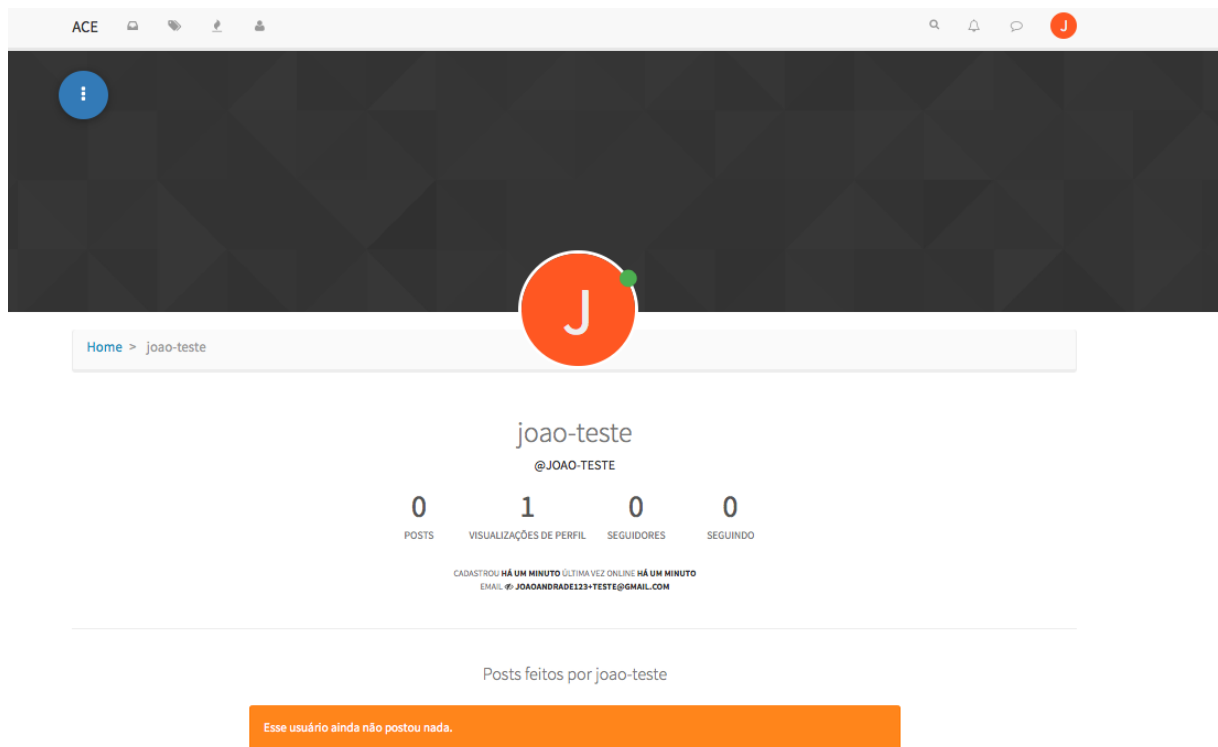 ACE
J
J
Home > joao-teste
joao-teste
@JOAO-TESTE
0 1 0 0
POSTS VISUALIZAÇÕES DE PERFIL SEGUIDORES SEGUINDO
CADASTROU HÁ UM MINUTO ÚLTIMA VEZ ONLINE HÁ UM MINUTO
EMAIL JOAOANDRADE123+TESTE@GMAIL.COM
Posts feitos por joao-teste
Esse usuário ainda não postou nada.